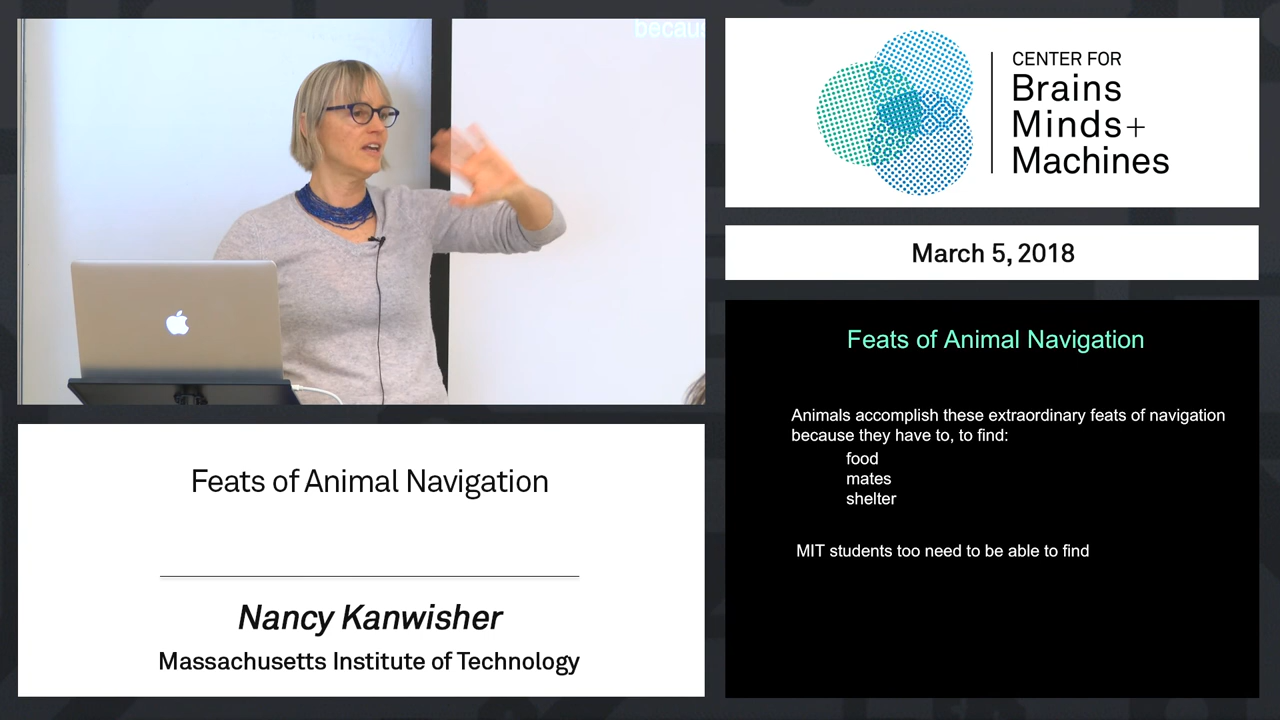 becau
CENTER FOR
Brains
Minds+
Machines
March 5, 2018
Feats of Animal Navigation
Animals accomplish these extraordinary feats of navigation
because they have to, to find:
food
mates
shelter
MIT students too need to be able to find
Feats of Animal Navigation
Nancy Kanwisher
Massachusetts Institute of Technology